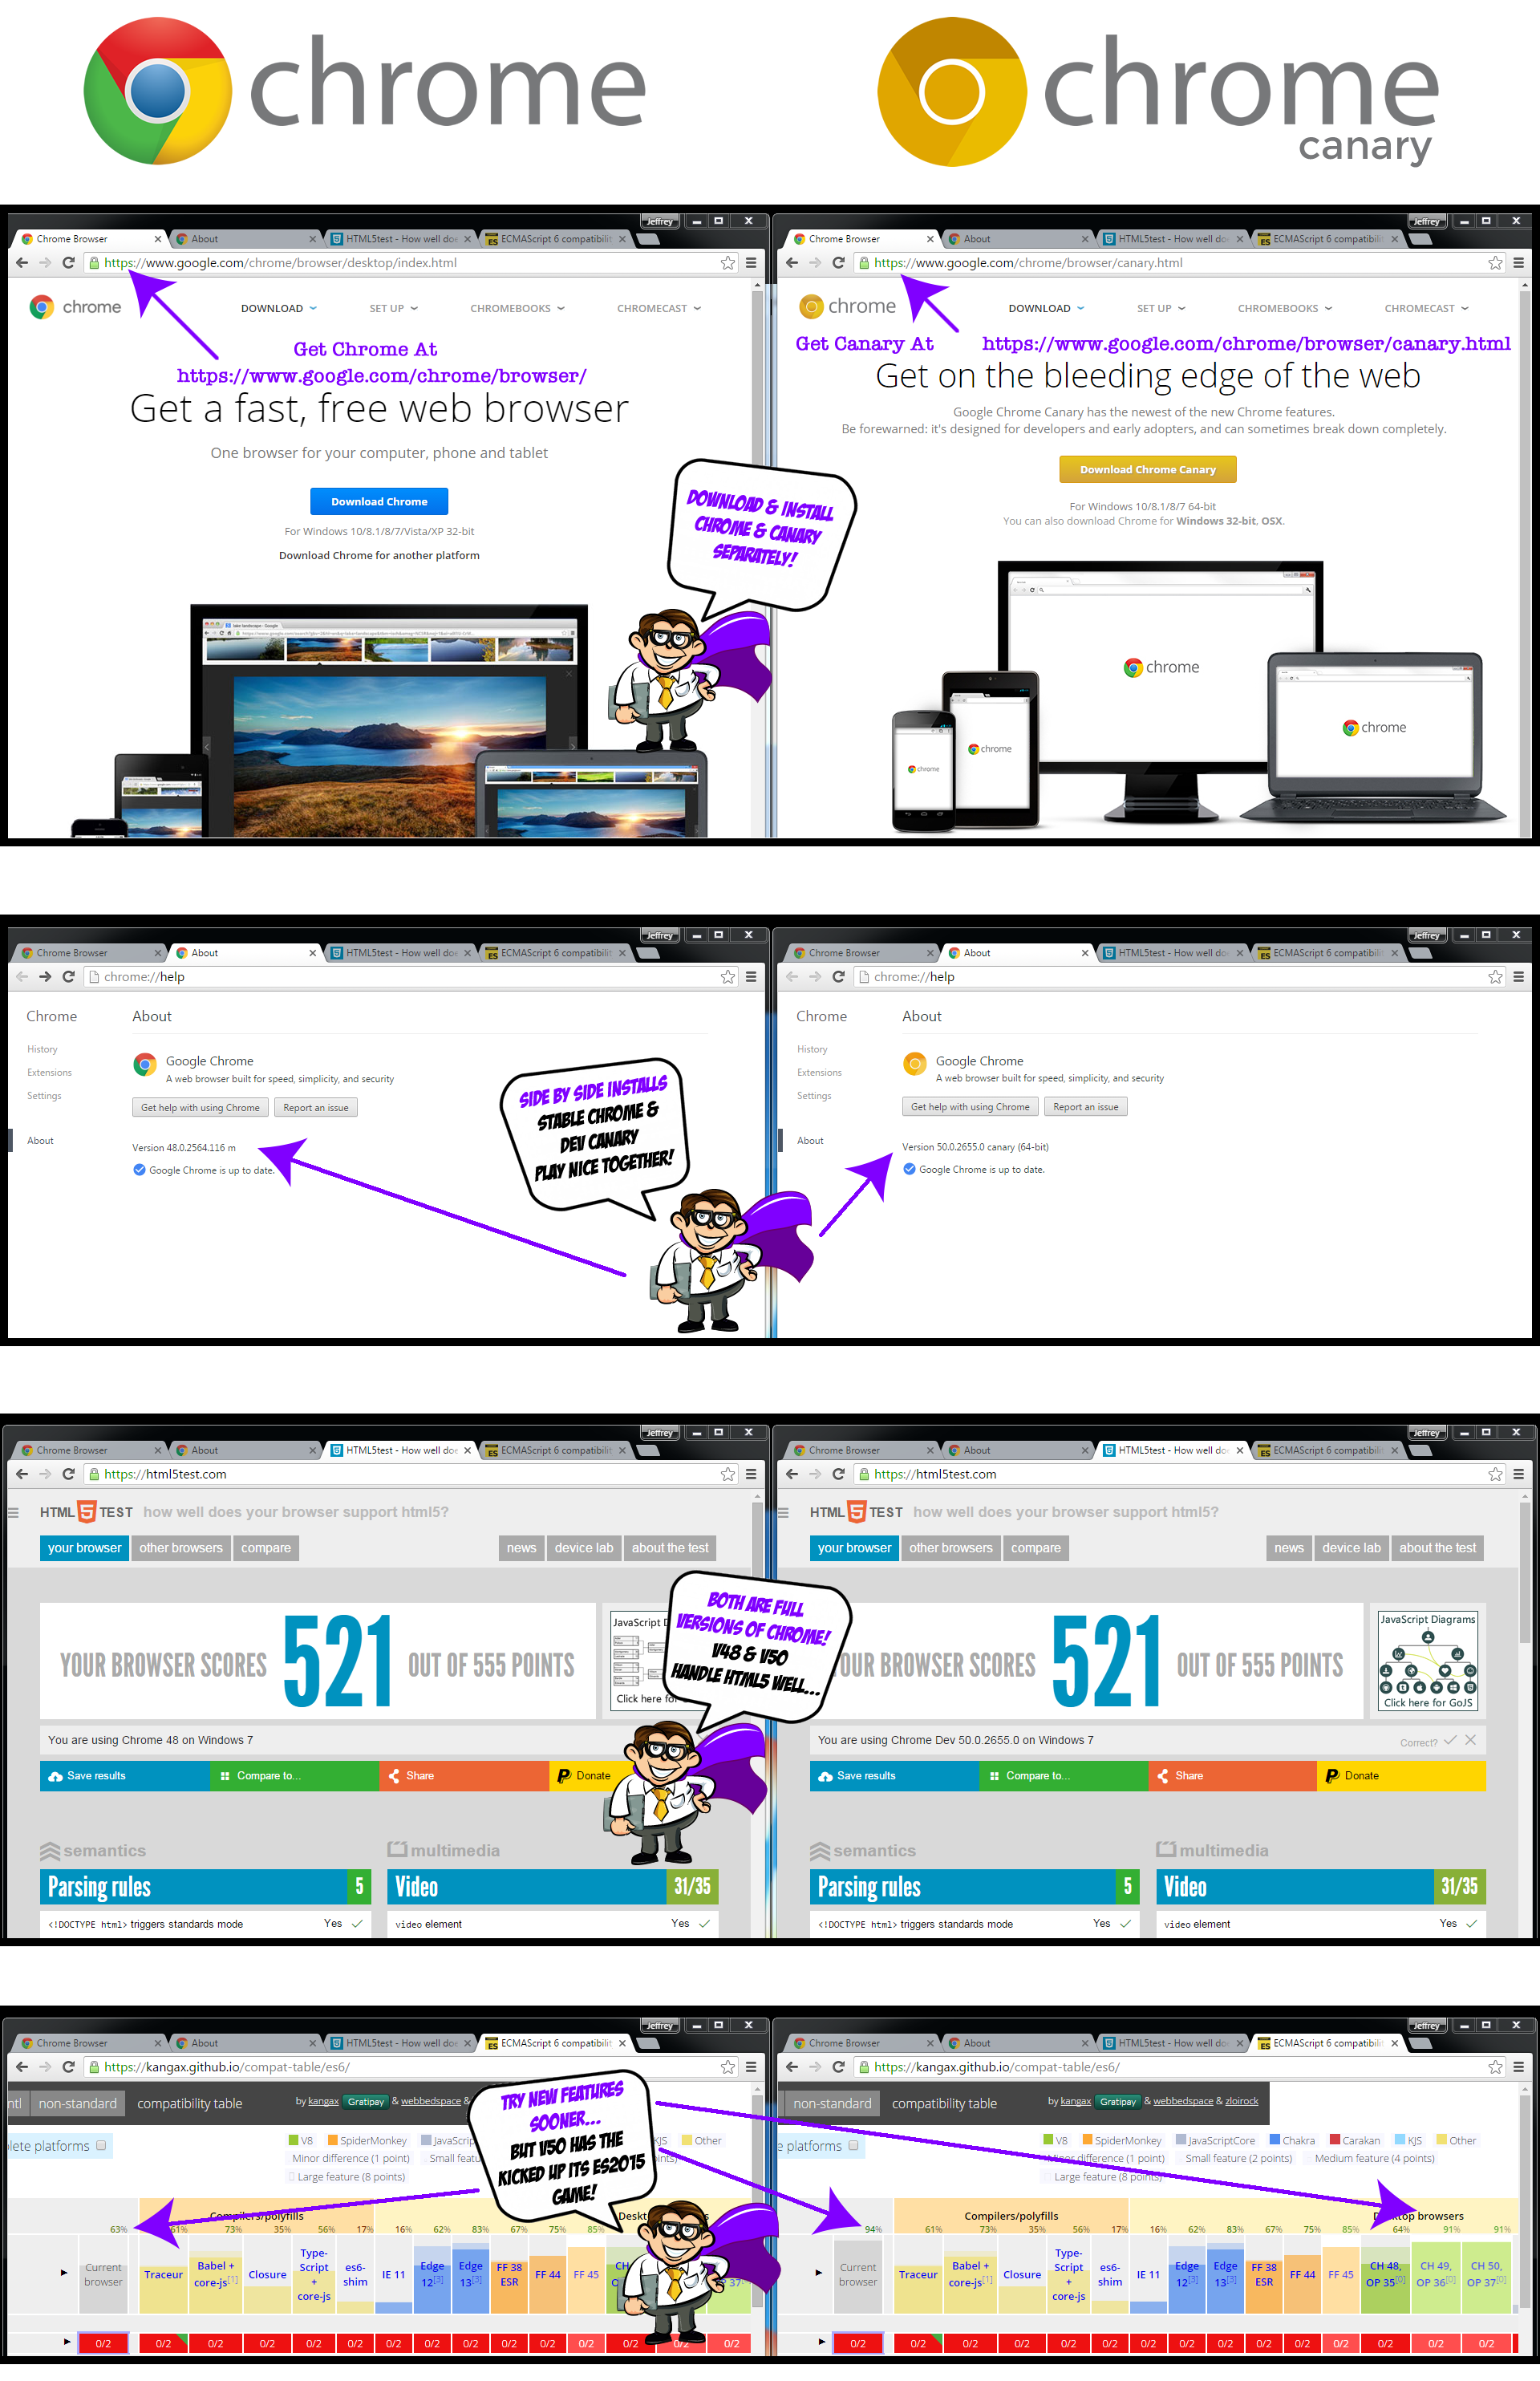 chrome
chrome
canary
Jeffrey
Chrome Browser
About
HTML5test - How well doe
ECMAScript 6 compatibilit
https://www.google.com/chrome/browser/desktop/index.html
chrome
DOWNLOAD
SET UP
CHROMEBOOKS
CHROMECAST
Get Chrome At
https://www.google.com/chrome/browser/
Get a fast, free web browser
One browser for your computer, phone and tablet
Download Chrome
For Windows 10/8.1/8/7/Vista/XP 32-bit
Download Chrome for another platform
DOWNLOAD & INSTALL
CHROME & CANARY
SEPARATELY!
Jeffrey
Chrome Browser
About
HTML5test - How well do
ECMAScript 6 compatibilit
https://www.google.com/chrome/browser/canary.html
chrome
DOWNLOAD
SET UP
CHROMEBOOKS
CHROMECAST
Get Canary At
https://www.google.com/chrome/browser/canary.html
Get on the bleeding edge of the web
Google Chrome Canary has the newest of the new Chrome features.
Be forewarned: it's designed for developers and early adopters, and can sometimes break down completely.
Download Chrome Canary
For Windows 10/8.1/8/7 64-bit
You can also download Chrome for Windows 32-bit, OSX.
chrome
chrome
chrome
chrome
Jeffrey
Chrome Browser
About
HTML5test - How well doe
ECMAScript 6 compatibilit
chrome://help
Chrome
History
Extensions
Settings
About
About
Google Chrome
A web browser built for speed, simplicity, and security
Get help with using Chrome
Report an issue
Version 48.0.2564.116 m
Google Chrome is up to date.
SIDE BY SIDE INSTALLS
STABLE CHROME &
DEV CANARY
PLAY NICE TOGETHER!
Jeffrey
Chrome Browser
About
HTML5test - How well do
ECMAScript 6 compatibilit
chrome://help
Chrome
History
Extensions
Settings
About
About
Google Chrome
A web browser built for speed, simplicity, and security
Get help with using Chrome
Report an issue
Version 50.0.2655.0 canary (64-bit)
Google Chrome is up to date.
Jeffrey
Chrome Browser
About
HTML5test - How well doe
ECMAScript 6 compatibilit
https://html5test.com
HTML 5 TEST how well does your browser support html5?
your browser
other browsers
compare
news
device lab
about the test
YOUR BROWSER SCORES 521 OUT OF 555 POINTS
JavaScript D
Click here for
You are using Chrome 48 on Windows 7
Save results
Compare to...
Share
Donate
semantics
multimedia
Parsing rules 5
Video 31/35
<!DOCTYPE html> triggers standards mode Yes
video element Yes
BOTH ARE FULL
VERSIONS OF CHROME!
V48 & V50
HANDLE HTML5 WELL...
Jeffrey
Chrome Browser
About
HTML5test - How well do
ECMAScript 6 compatibilit
https://html5test.com
HTML 5 TEST how well does your browser support html5?
your browser
other browsers
compare
news
device lab
about the test
OUR BROWSER SCORES 521 OUT OF 555 POINTS
JavaScript Diagrams
Click here for GoJS
You are using Chrome Dev 50.0.2655.0 on Windows 7
Correct?
Save results
Compare to...
Share
Donate
semantics
multimedia
Parsing rules 5
Video 31/35
<!DOCTYPE html> triggers standards mode Yes
video element Yes
Jeffrey
Chrome Browser
About
HTML5test - How well doe
ECMAScript 6 compatibilit
https://kangax.github.io/compat-table/es6/
ntl non-standard compatibility table
by kangax Gratipay & webbedspace &
lete platforms
V8 SpiderMonkey JavaScrip KJS Other
Minor difference (1 point) Small featu ints)
Large feature (8 points)
Compilers/polyfills
63% 61% 73% 35% 56% 17% 16% 62% 83% 67% 75% 85%
Current browser
Traceur
Babel + core-js[1]
Closure
Type-Script + core-js
es6-shim
IE 11
Edge 12[3]
Edge 13[3]
FF 38 ESR
FF 44
FF 45
0/2 0/2 0/2 0/2 0/2 0/2 0/2 0/2 0/2 0/2 0/2 0/2 0/2 0/2 0/2
TRY NEW FEATURES
SOONER...
BUT V50 HAS THE
KICKED UP ITS ES2015
GAME!
Jeffrey
Chrome Browser
About
HTML5test - How well do
ECMAScript 6 compatibilit
https://kangax.github.io/compat-table/es6/
non-standard compatibility table
by kangax Gratipay & webbedspace & zloirock
e platforms
V8 SpiderMonkey JavaScriptCore Chakra Carakan KJS Other
Minor difference (1 point) Small feature (2 points) Medium feature (4 points)
Large feature (8 points)
Compilers/polyfills
Desktop browsers
94% 61% 73% 35% 56% 17% 16% 62% 83% 67% 75% 85% 64% 91% 91%
Current browser
Traceur
Babel + core-js[1]
Closure
Type-Script + core-js
es6-shim
IE 11
Edge 12[3]
Edge 13[3]
FF 38 ESR
FF 44
FF 45
CH 48, OP 35[0]
CH 49, OP 36[0]
CH 50, OP 37[0]
0/2 0/2 0/2 0/2 0/2 0/2 0/2 0/2 0/2 0/2 0/2 0/2 0/2 0/2 0/2